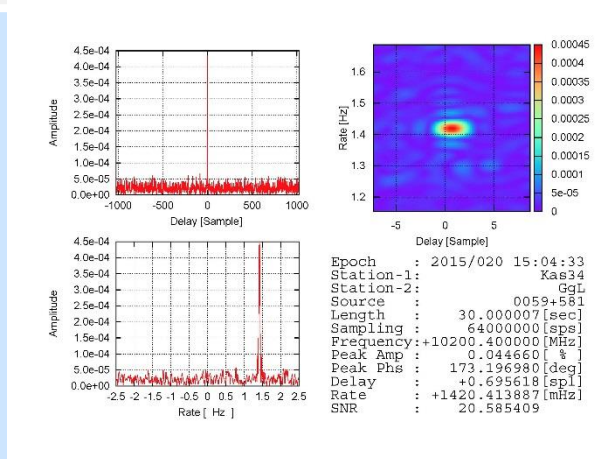 4.5e-04
4.0e-04
3.5e-04
3.0e-04
2.5e-04
2.0e-04
1.5e-04
1.0e-04
5.0e-05
0.0e+00
Amplitude
-1000 -500 0 500 1000
Delay [Sample]
1.6
1.5
1.4
1.3
1.2
Rate [Hz]
-5 0 5
Delay [Sample]
0.00045
0.0004
0.00035
0.0003
0.00025
0.0002
0.00015
0.0001
5e-05
0
4.5e-04
4.0e-04
3.5e-04
3.0e-04
2.5e-04
2.0e-04
1.5e-04
1.0e-04
5.0e-05
0.0e+00
Amplitude
-2.5 -2 -1.5 -1 -0.5 0 0.5 1 1.5 2 2.5
Rate [ Hz ]
Epoch : 2015/020 15:04:33
Station-1: Kas34
Station-2: GgL
Source : 0059+581
Length : 30.000007[sec]
Sampling : 64000000[sps]
Frequency:+10200.400000[MHz]
Peak Amp : 0.044660[ % ]
Peak Phs : 173.196980[deg]
Delay : +0.695618[spl]
Rate : +1420.413887[mHz]
SNR : 20.585409